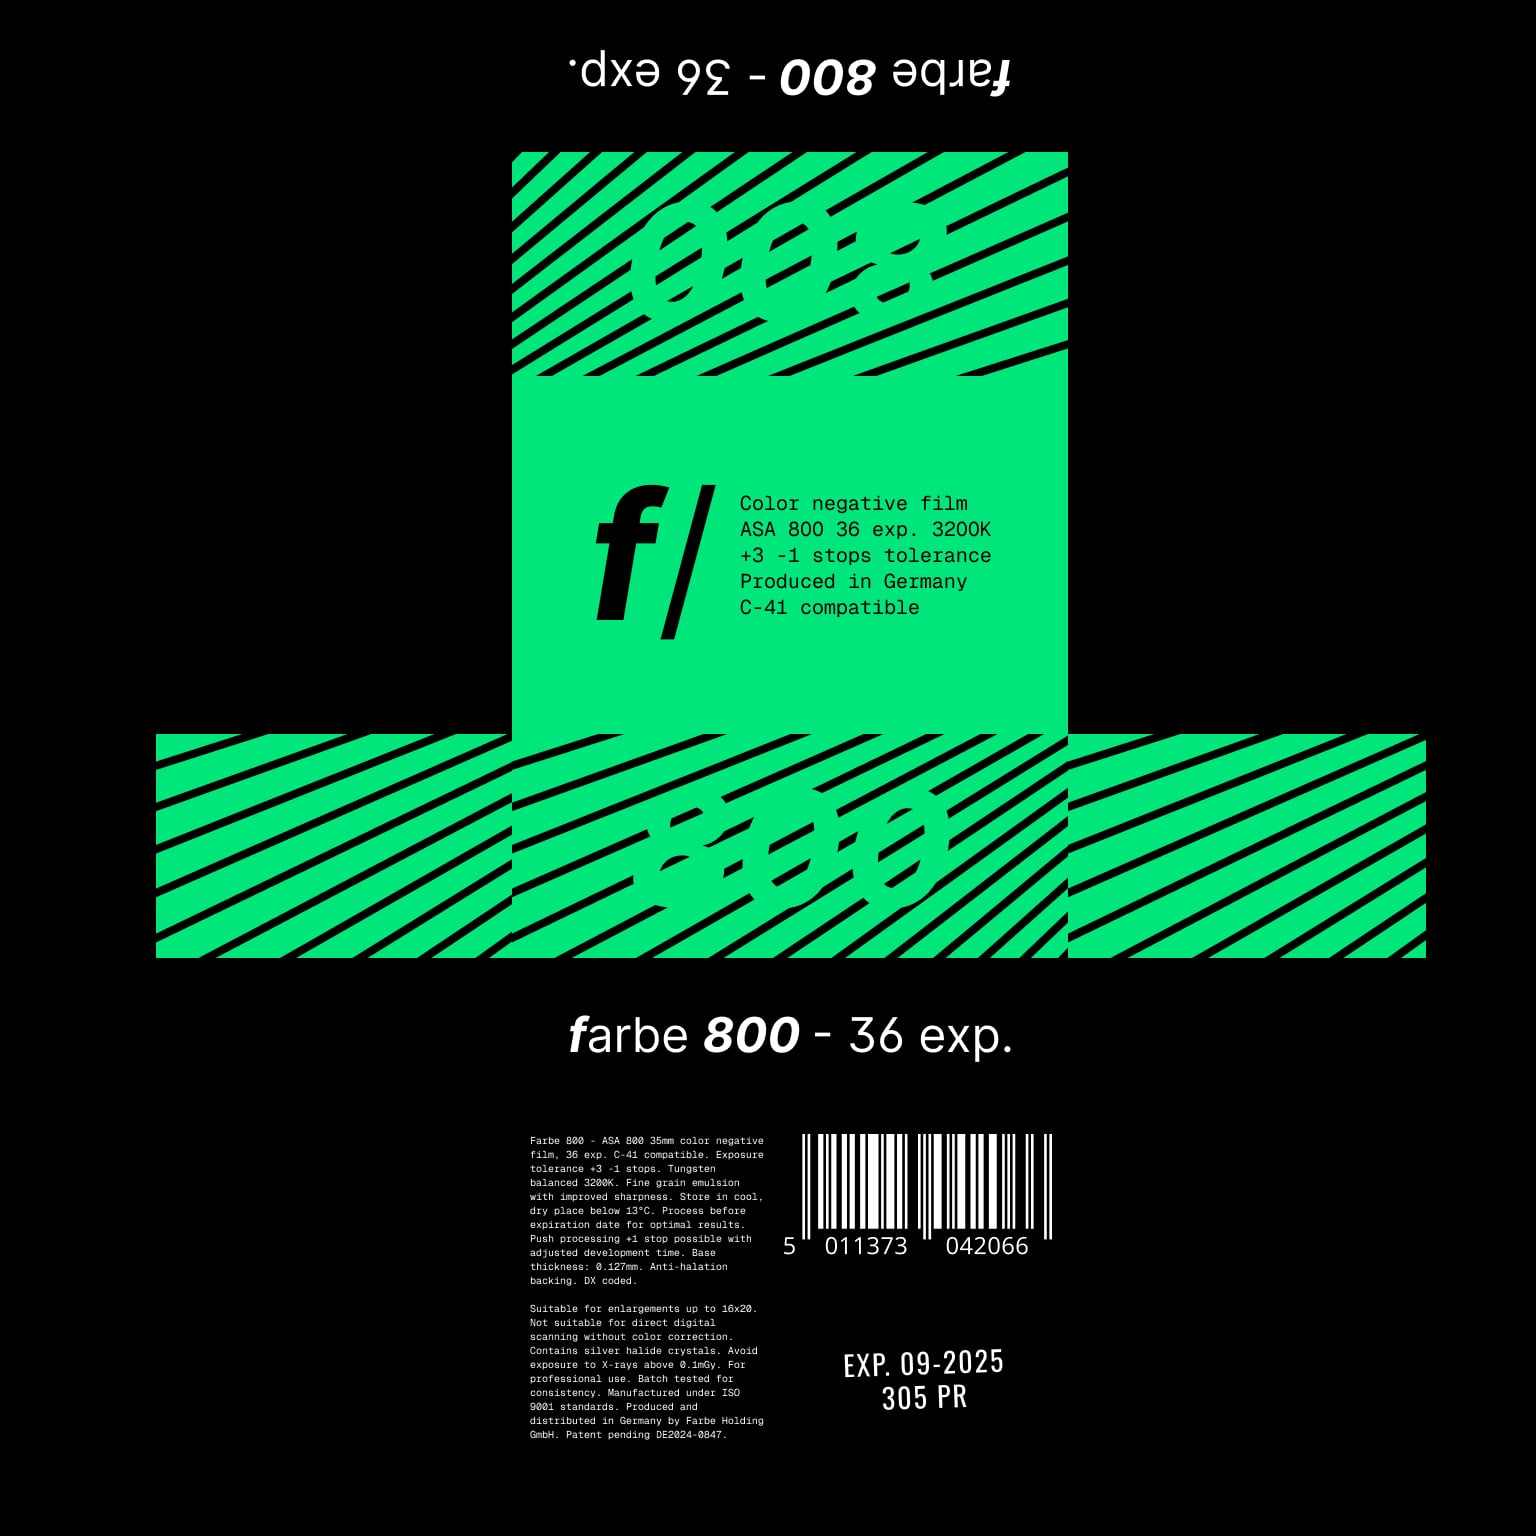 farbe 800 - 36 exp.
800
f/
Color negative film
ASA 800 36 exp. 3200K
+3 -1 stops tolerance
Produced in Germany
C-41 compatible
800
farbe 800 - 36 exp.
Farbe 800 - ASA 800 35mm color negative
film, 36 exp. C-41 compatible. Exposure
tolerance +3 -1 stops. Tungsten
balanced 3200K. Fine grain emulsion
with improved sharpness. Store in cool,
dry place below 13°C. Process before
expiration date for optimal results.
Push processing +1 stop possible with
adjusted development time. Base
thickness: 0.127mm. Anti-halation
backing. DX coded.
Suitable for enlargements up to 16x20.
Not suitable for direct digital
scanning without color correction.
Contains silver halide crystals. Avoid
exposure to X-rays above 0.1mGy. For
professional use. Batch tested for
consistency. Manufactured under ISO
9001 standards. Produced and
distributed in Germany by Farbe Holding
GmbH. Patent pending DE2024-0847.
5 011373 042066
EXP. 09-2025
305 PR